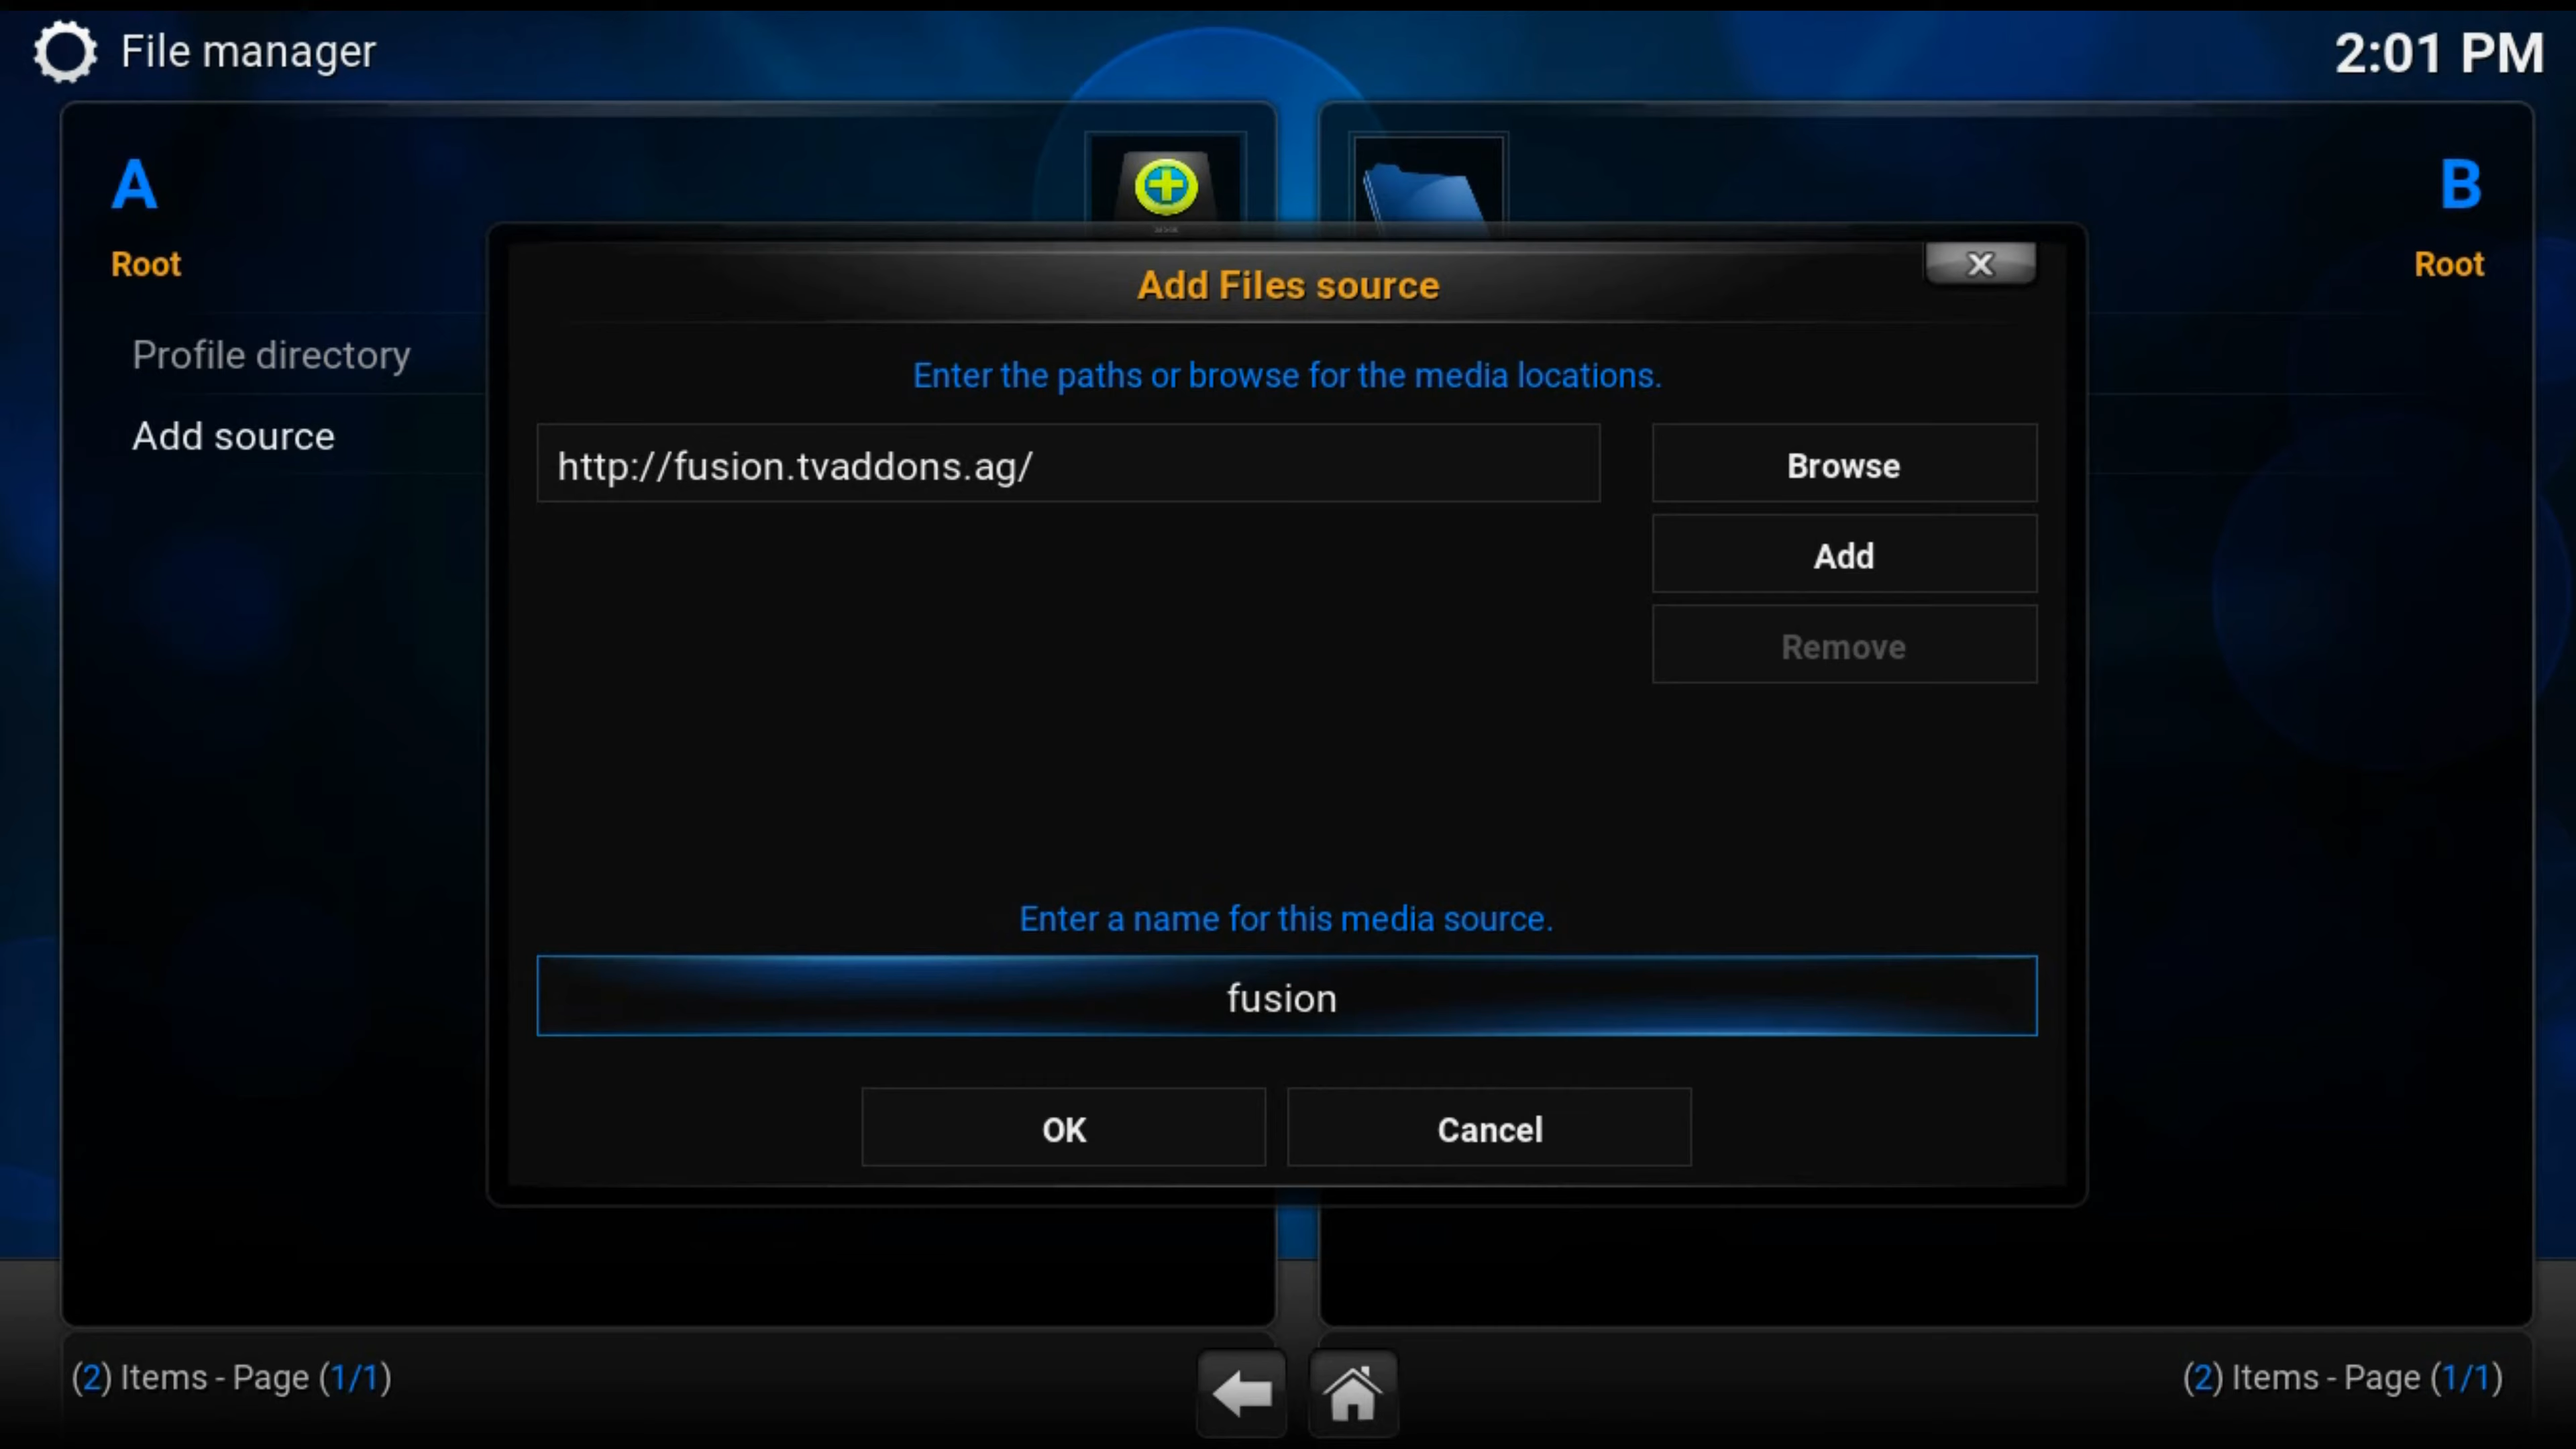 File manager
2:01 PM
A
B
Root
Root
Profile directory
Add source
Add Files source
Enter the paths or browse for the media locations.
http://fusion.tvaddons.ag/
Browse
Add
Remove
Enter a name for this media source.
fusion
OK
Cancel
(2) Items - Page (1/1)
(2) Items - Page (1/1)